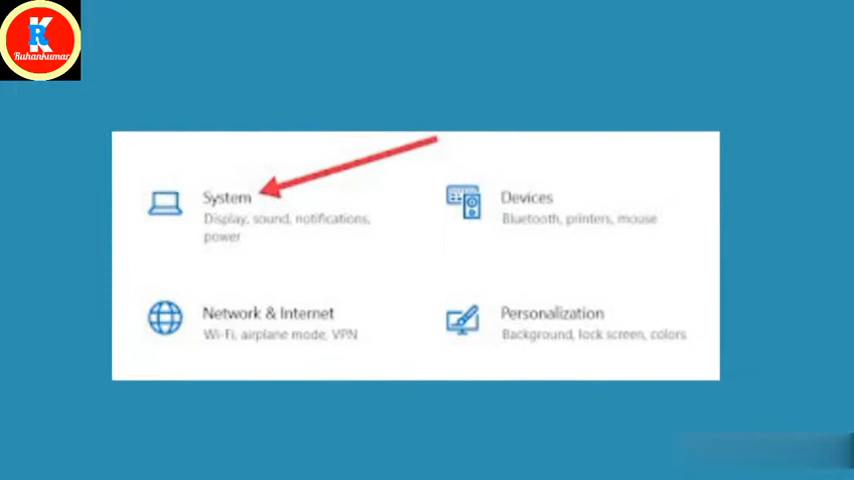 KR
Ruhankumar
System
Display, sound, notifications,
power
Devices
Bluetooth, printers, mouse
Network & Internet
Wi-Fi, airplane mode, VPN
Personalization
Background, lock screen, colors